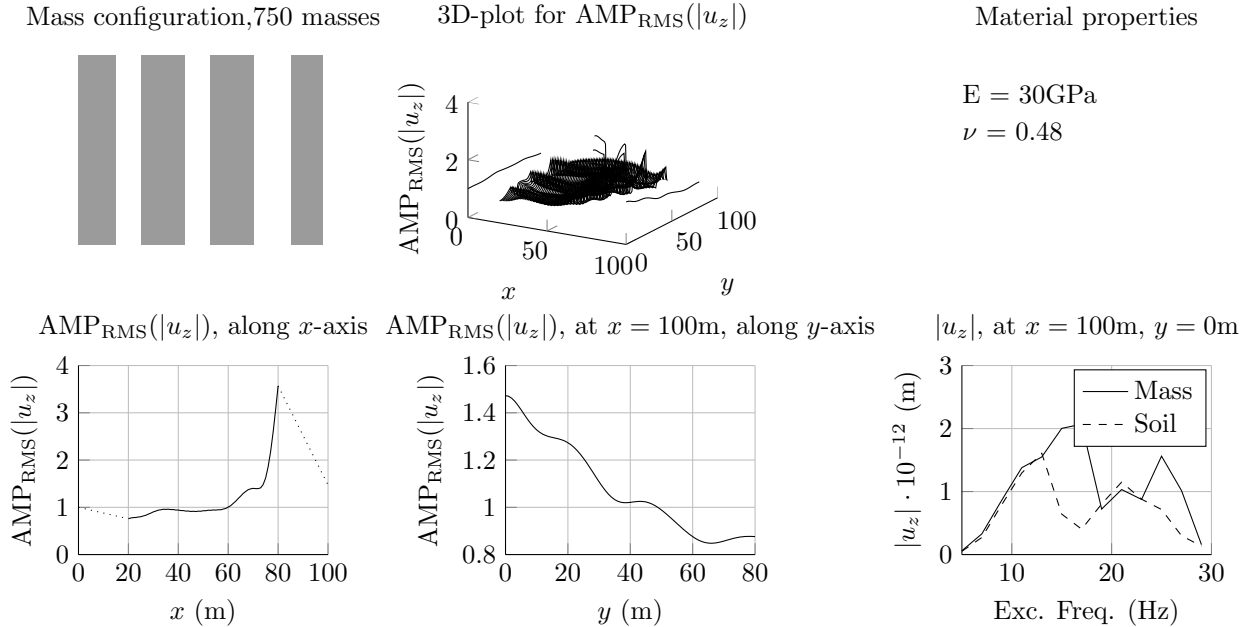 Mass configuration,750 masses
3D-plot for AMP_RMS(|u_z|)
Material properties
AMP_RMS(|u_z|)
4
2
0
0
50
100
0
50
100
x
y
E = 30GPa
ν = 0.48
AMP_RMS(|u_z|), along x-axis
AMP_RMS(|u_z|)
4
3
2
1
0
0 20 40 60 80 100
x (m)
AMP_RMS(|u_z|), at x = 100m, along y-axis
AMP_RMS(|u_z|)
1.6
1.4
1.2
1
0.8
0 20 40 60 80
y (m)
|u_z|, at x = 100m, y = 0m
|u_z| · 10^−12 (m)
3
2
1
0
10 20 30
Exc. Freq. (Hz)
Mass
Soil